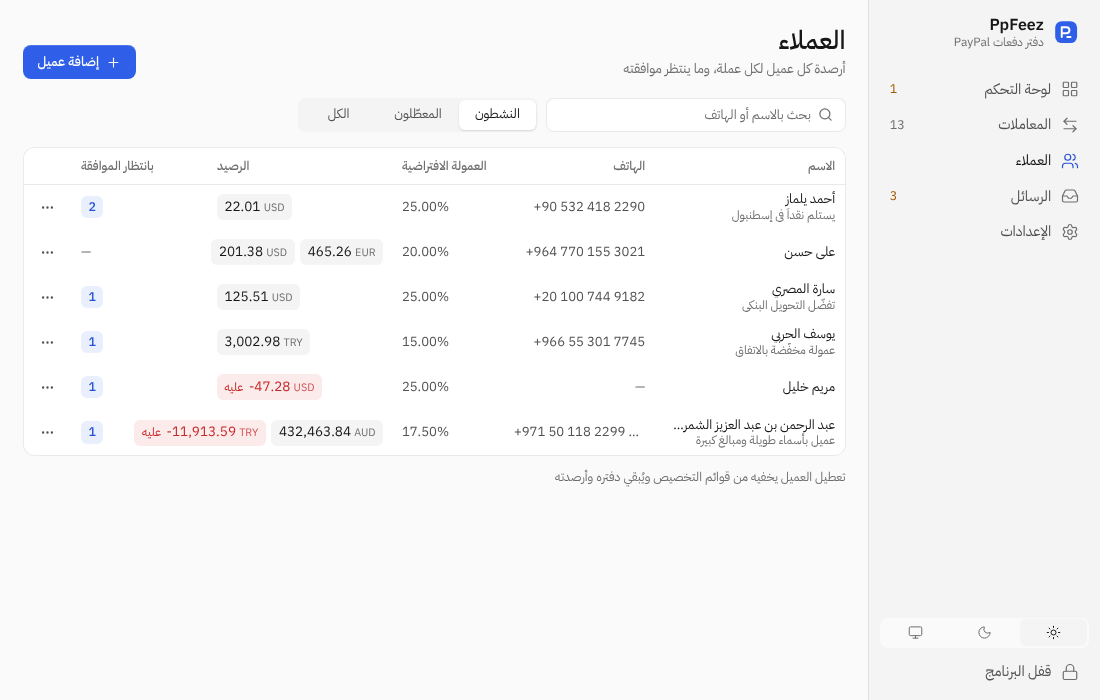 PpFeez
دفتر دفعات PayPal
لوحة التحكم 1
المعاملات 13
العملاء
الرسائل 3
الإعدادات
قفل البرنامج
العملاء
أرصدة كل عميل لكل عملة، وما ينتظر موافقته
إضافة عميل
بحث بالاسم أو الهاتف
النشطون المعطّلون الكل
الاسم الهاتف العمولة الافتراضية الرصيد بانتظار الموافقة
أحمد يلماز +90 532 418 2290 25.00% 22.01 USD 2
يستلم نقداً في إسطنبول
علي حسن +964 770 155 3021 20.00% 465.26 EUR 201.38 USD —
سارة المصري +20 100 744 9182 25.00% 125.51 USD 1
تفضّل التحويل البنكي
يوسف الحربي +966 55 301 7745 15.00% 3,002.98 TRY 1
عمولة مخفّضة بالاتفاق
مريم خليل — 25.00% -47.28 USD عليه 1
عبد الرحمن بن عبد العزيز الشمر... +971 50 118 2299 ... 17.50% 432,463.84 AUD -11,913.59 TRY عليه 1
عميل بأسماء طويلة ومبالغ كبيرة
تعطيل العميل يخفيه من قوائم التخصيص ويُبقي دفتره وأرصدته